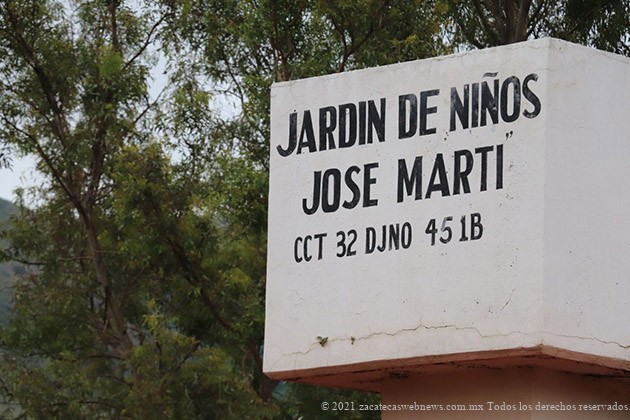 JARDIN DE NIÑOS
JOSE MARTI"
CCT 32 DJNO 451B
© 2021 zacatecaswebnews.com.mx Todos los derechos reservados.